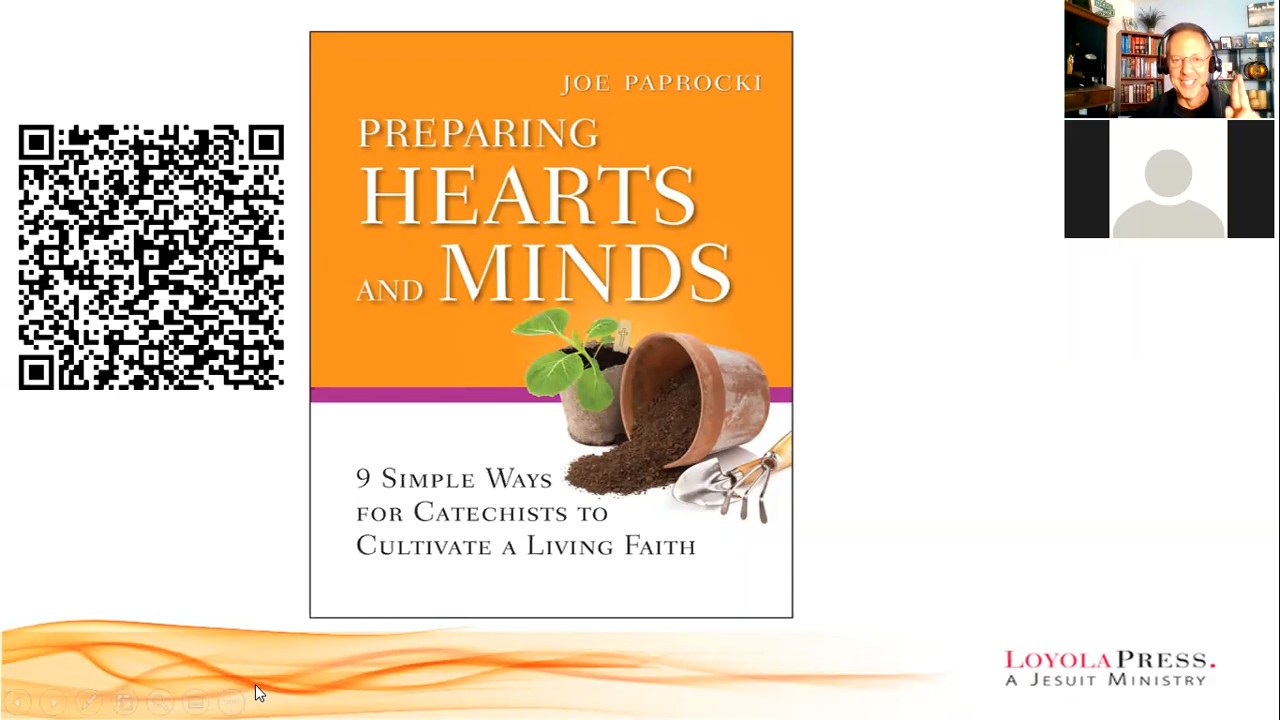 JOE PAPROCKI
PREPARING
HEARTS
AND MINDS
9 SIMPLE WAYS
FOR CATECHISTS TO
CULTIVATE A LIVING FAITH
LOYOLAPRESS.
A JESUIT MINISTRY